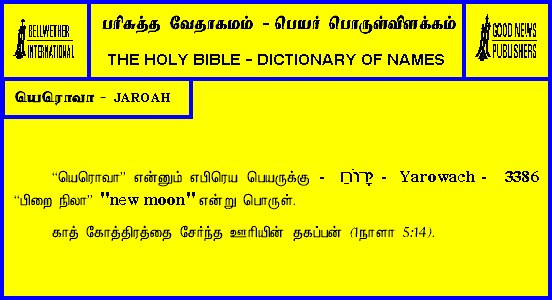 BELLWETHER
INTERNATIONAL
பரிசுத்த வேதாகமம் - பெயர் பொருள்விளக்கம்
THE HOLY BIBLE - DICTIONARY OF NAMES
GOOD NEWS
PUBLISHERS
யெரொவா - JAROAH
“யெரொவா” என்னும் எபிரெய பெயருக்கு - יָרוֹחַ - Yarowach - 3386
“பிறை நிலா” "new moon" என்று பொருள்.
காத் கோத்திரத்தை சேர்ந்த ஊரியின் தகப்பன் (1நாளா 5:14).